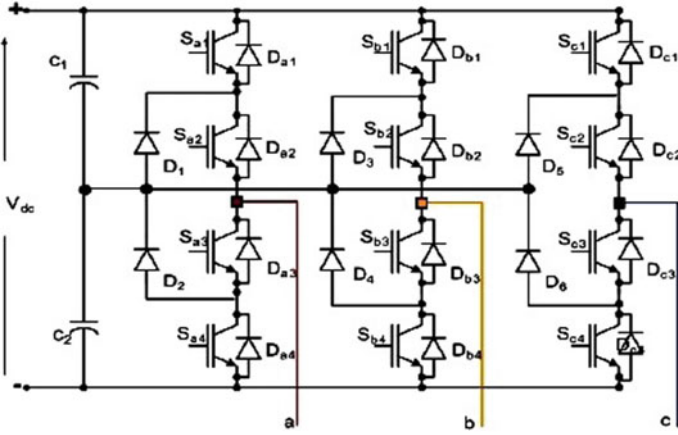 +
C1
Sa1
Da1
Sb1
Db1
Sc1
Dc1
D1
Sa2
Da2
D3
Sb2
Db2
D5
Sc2
Dc2
Vdc
D2
Sa3
Da3
D4
Sb3
Db3
D6
Sc3
Dc3
C2
Sa4
Da4
Sb4
Db4
Sc4
-
a
b
c